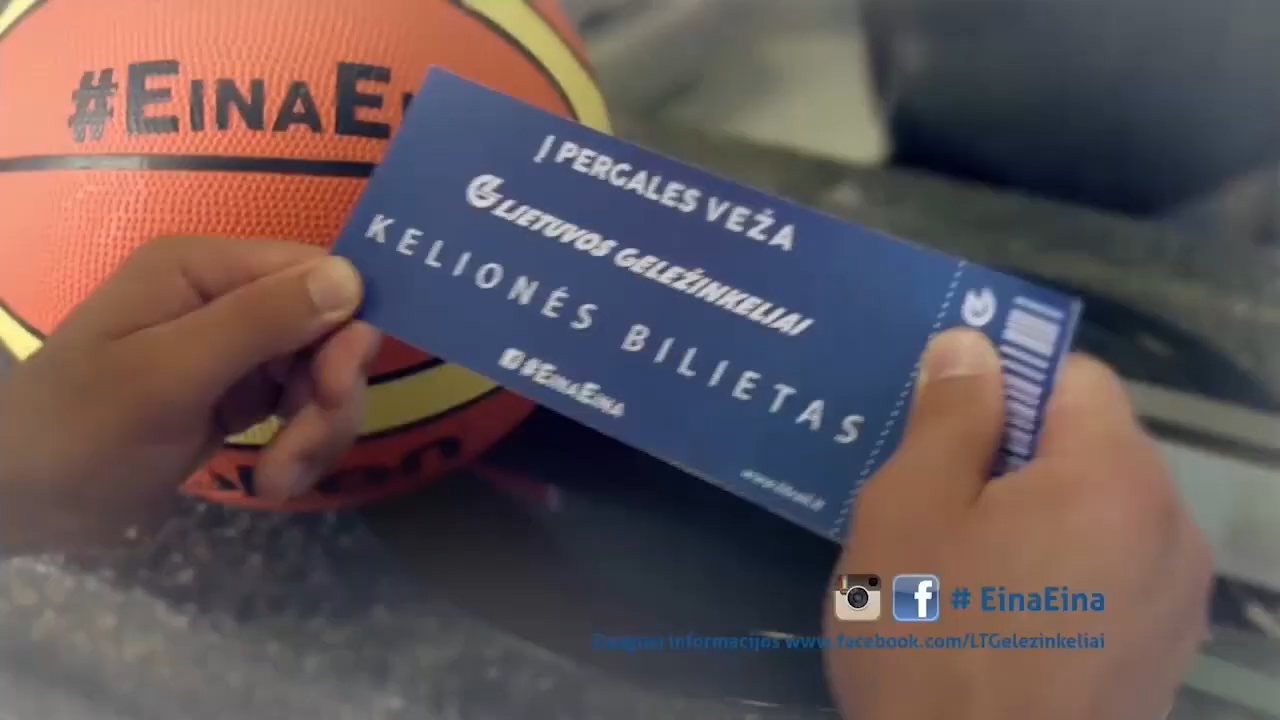 #EINAE
Į PERGALES VEŽA
LIETUVOS GELEŽINKELIAI
KELIONĖS BILIETAS
#EINAEINA
# EinaEina
Daugiau informacijos www.facebook.com/LTGelezinkeliai